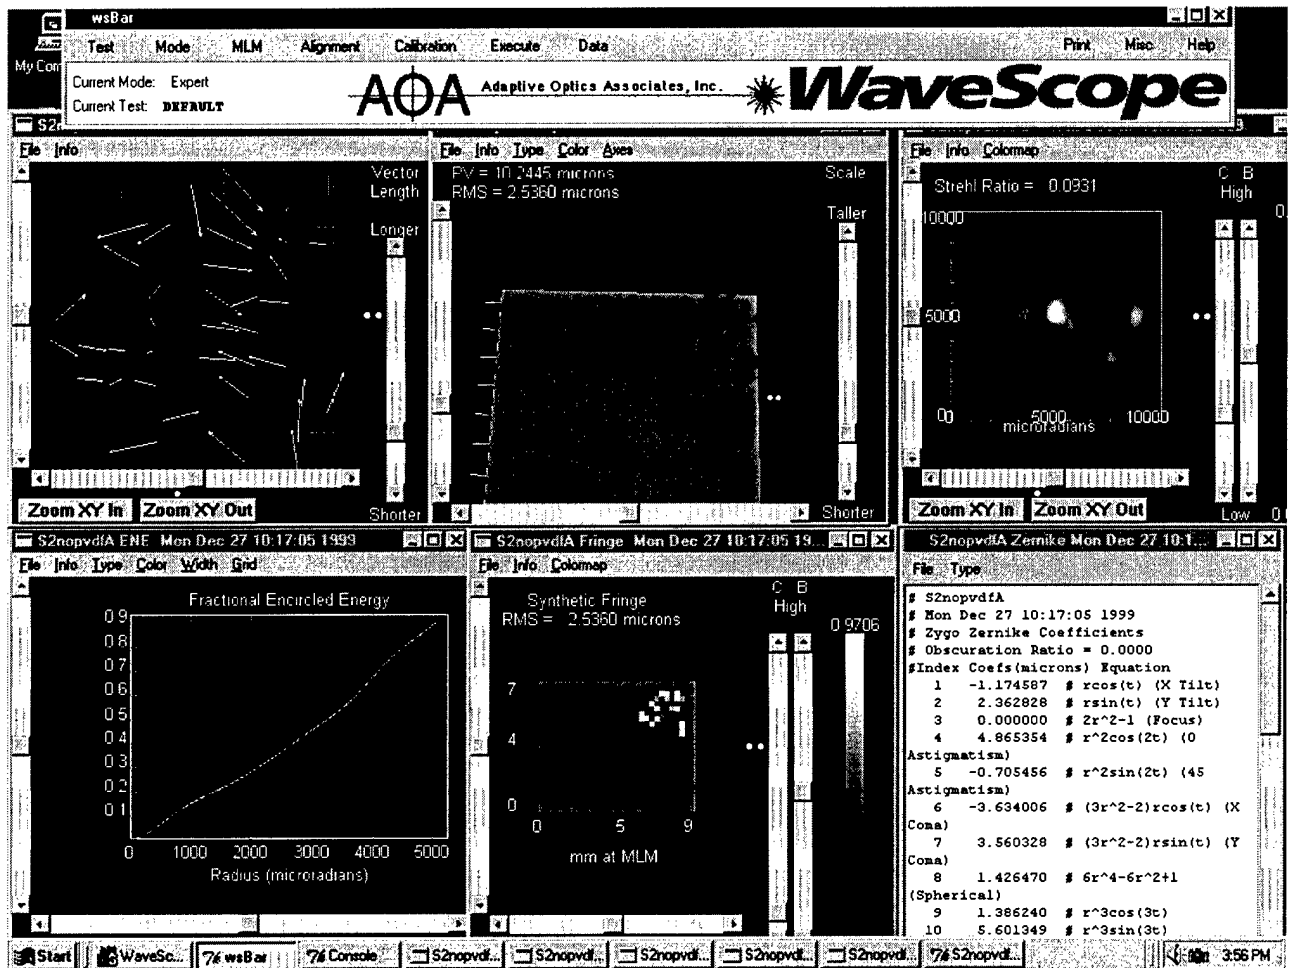 wsBar
My Com
Test Mode MLM Alignment Calibration Execute Data Print Misc Help
Current Mode: Expert
Current Test: DEFAULT
AOA
Adaptive Optics Associates, Inc.
WaveScope
File Info
Vector
Length
Longer
Zoom XY In Zoom XY Out
Shorter
File Info Type Color Axes
PV = 10.2445 microns
RMS = 2.5360 microns
Scale
Taller
Shorter
File Info Colormap
Strehl Ratio = 0.0931
C B
High
10000
5000
00 5000 10000
microradians
Zoom XY In Zoom XY Out
Low
S2nopvdfA ENE Mon Dec 27 10:17:05 1999
File Info Type Color Width Grid
Fractional Encircled Energy
0 9
0 8
0 7
0 6
0 5
0 4
0 3
0 2
0 1
0 1000 2000 3000 4000 5000
Radius (microradians)
S2nopvdfA Fringe Mon Dec 27 10:17:05 19...
File Info Colormap
Synthetic Fringe
RMS = 2.5360 microns
C B
High
0 9706
7
4
0
0 5 9
mm at MLM
S2nopvdfA Zernike Mon Dec 27 10:1...
File Type
# S2nopvdfA
# Mon Dec 27 10:17:05 1999
# Zygo Zernike Coefficients
# Obscuration Ratio = 0.0000
#Index Coefs(microns) Equation
1 -1.174587 # rcos(t) (X Tilt)
2 2.362828 # rsin(t) (Y Tilt)
3 0.000000 # 2r^2-1 (Focus)
4 4.865354 # r^2cos(2t) (0
Astigmatism)
5 -0.705456 # r^2sin(2t) (45
Astigmatism)
6 -3.634006 # (3r^2-2)rcos(t) (X
Coma)
7 3.560328 # (3r^2-2)rsin(t) (Y
Coma)
8 1.426470 # 6r^4-6r^2+1
(Spherical)
9 1.386240 # r^3cos(3t)
10 5.601349 # r^3sin(3t)
Start WaveSc... wsBar Console S2nopvdf... S2nopvdf... S2nopvdf... S2nopvdf... S2nopvdf... S2nopvdf... 3:56 PM